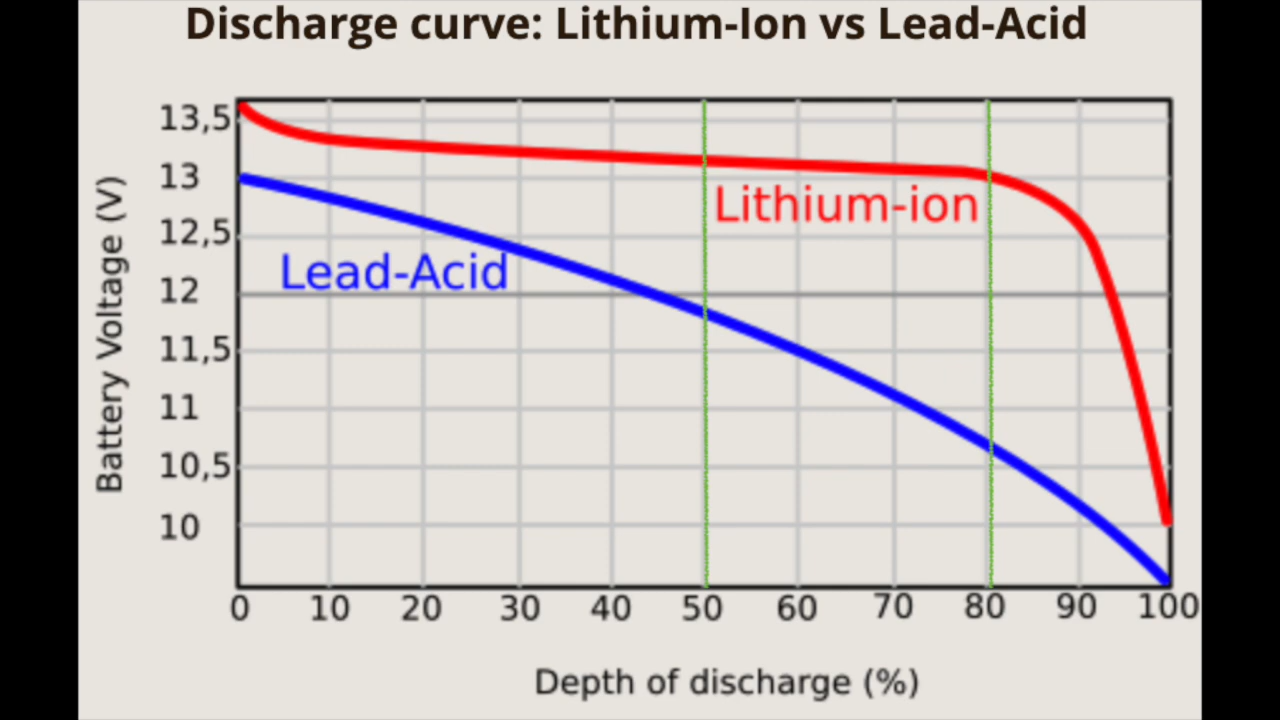 Discharge curve: Lithium-Ion vs Lead-Acid
13,5
13
12,5
12
11,5
11
10,5
10
Battery Voltage (V)
Lithium-ion
Lead-Acid
0 10 20 30 40 50 60 70 80 90 100
Depth of discharge (%)